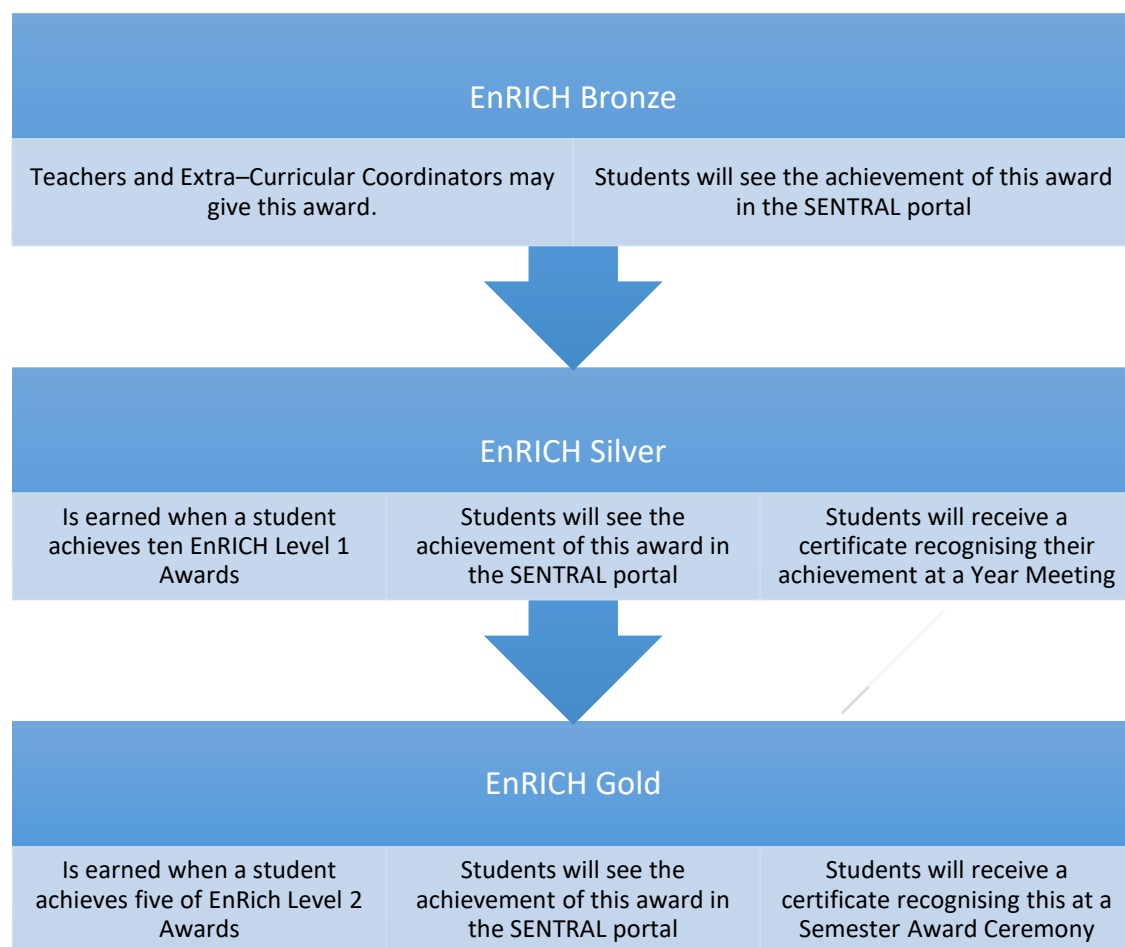 EnRICH Bronze
Teachers and Extra–Curricular Coordinators may
give this award.
Students will see the achievement of this award
in the SENTRAL portal
EnRICH Silver
Is earned when a student
achieves ten EnRICH Level 1
Awards
Students will see the
achievement of this award in
the SENTRAL portal
Students will receive a
certificate recognising their
achievement at a Year Meeting
EnRICH Gold
Is earned when a student
achieves five of EnRich Level 2
Awards
Students will see the
achievement of this award in
the SENTRAL portal
Students will receive a
certificate recognising this at a
Semester Award Ceremony